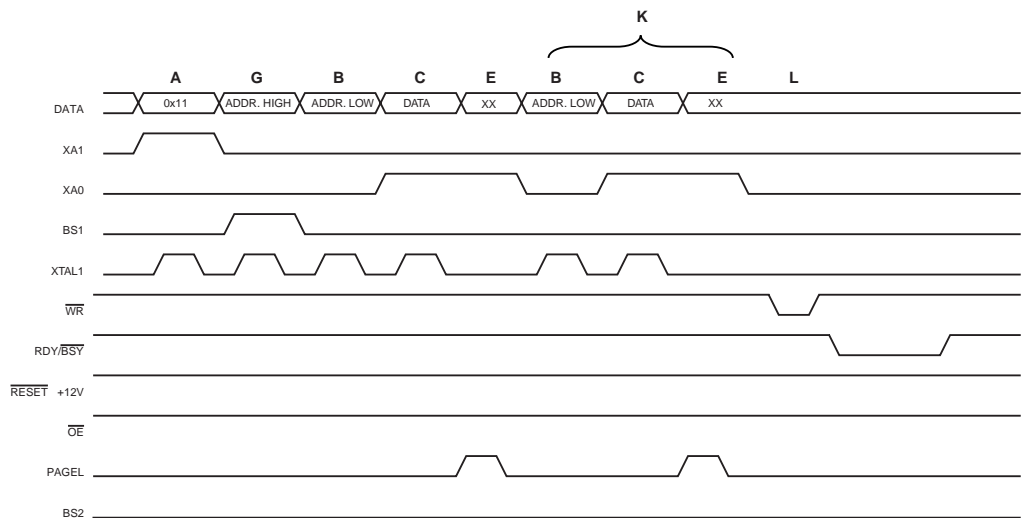 K
A G B C E B C E L
DATA 0x11 ADDR. HIGH ADDR. LOW DATA XX ADDR. LOW DATA XX
XA1
XA0
BS1
XTAL1
WR
RDY/BSY
RESET +12V
OE
PAGEL
BS2